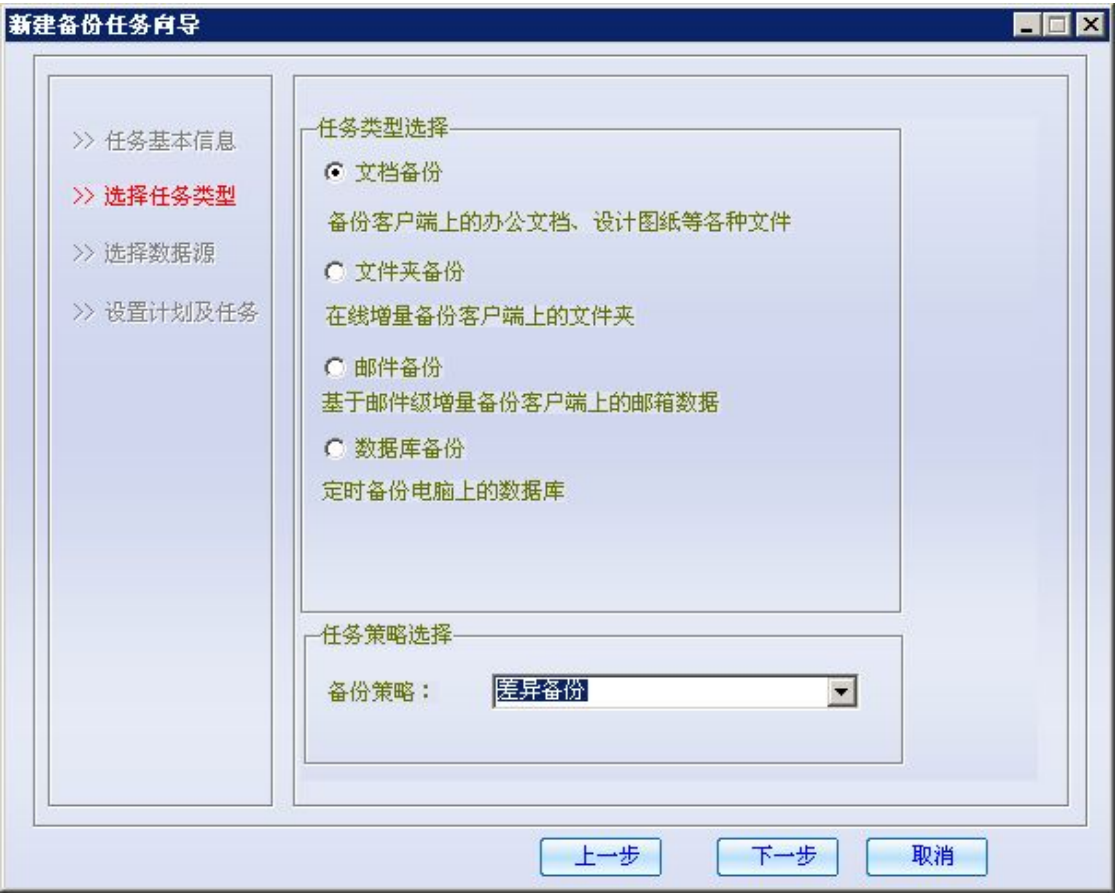 新建备份任务向导
>> 任务基本信息
>> 选择任务类型
>> 选择数据源
>> 设置计划及任务
任务类型选择
文档备份
备份客户端上的办公文档、设计图纸等各种文件
文件夹备份
在线增量备份客户端上的文件夹
邮件备份
基于邮件级增量备份客户端上的邮箱数据
数据库备份
定时备份电脑上的数据库
任务策略选择
备份策略： 差异备份
上一步 下一步 取消